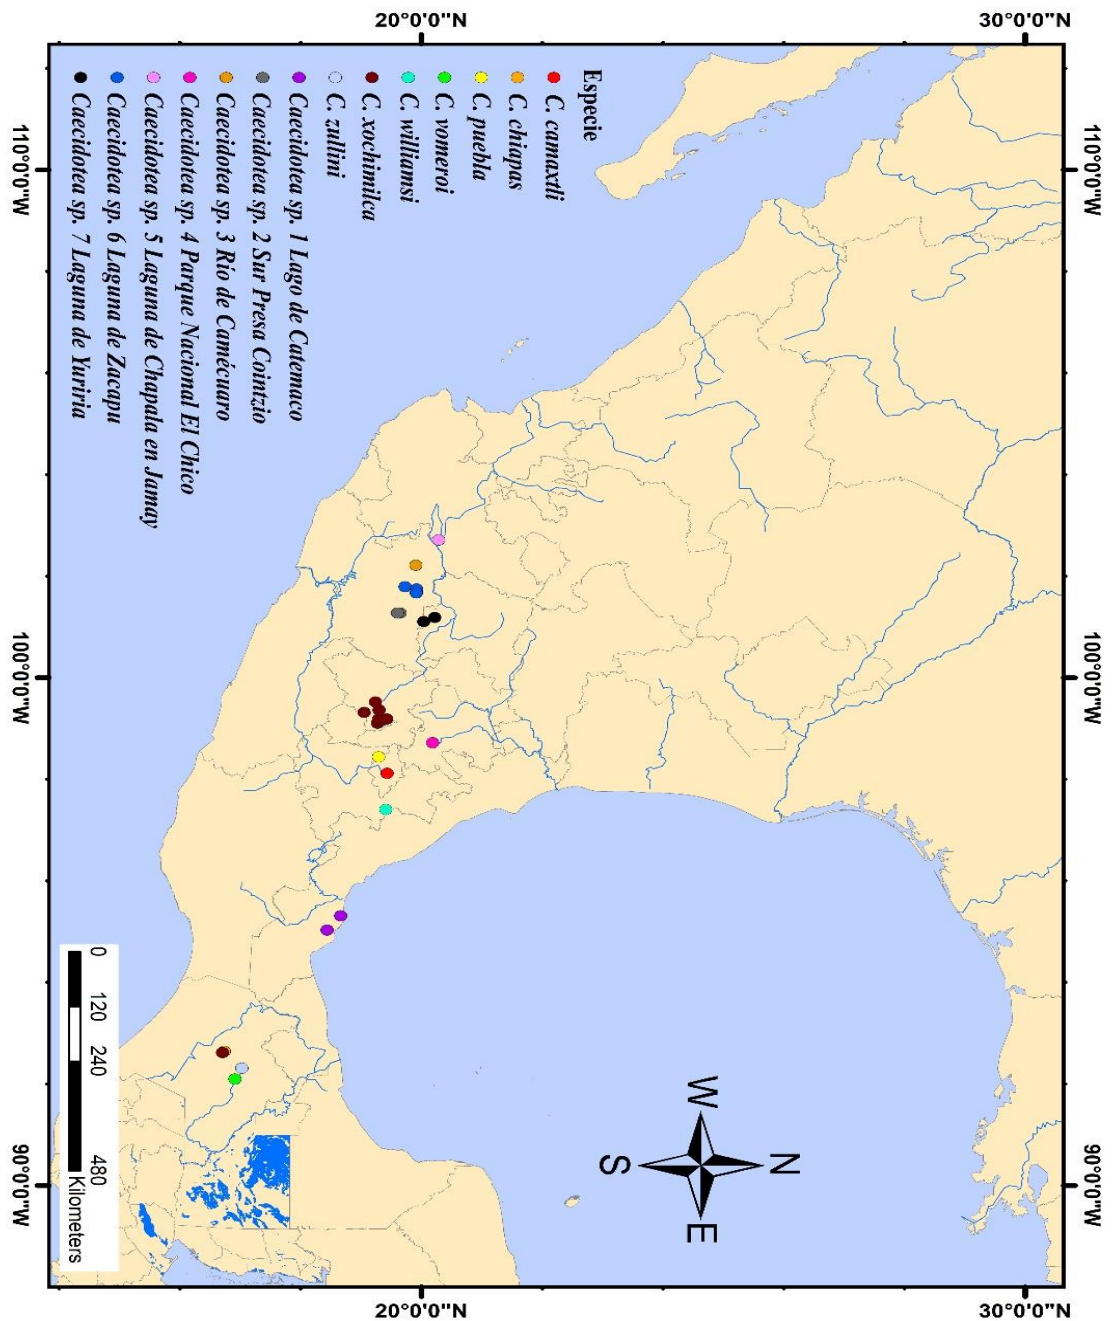 20°0'0"N
30°0'0"N
110°0'0"W
100°0'0"W
90°0'0"W
110°0'0"W
100°0'0"W
90°0'0"W
20°0'0"N
30°0'0"N
Especie
C. camaxtli
C. chiapas
C. puebla
C. vomeroi
C. williamsi
C. xochimilca
C. zullini
Caecidotea sp. 1 Lago de Catemaco
Caecidotea sp. 2 Sur Presa Cointzio
Caecidotea sp. 3 Río de Camécuaro
Caecidotea sp. 4 Parque Nacional El Chico
Caecidotea sp. 5 Laguna de Chapala en Jamay
Caecidotea sp. 6 Laguna de Zacapu
Caecidotea sp. 7 Laguna de Yuriria
N
W
E
S
0 120 240 480
Kilometers